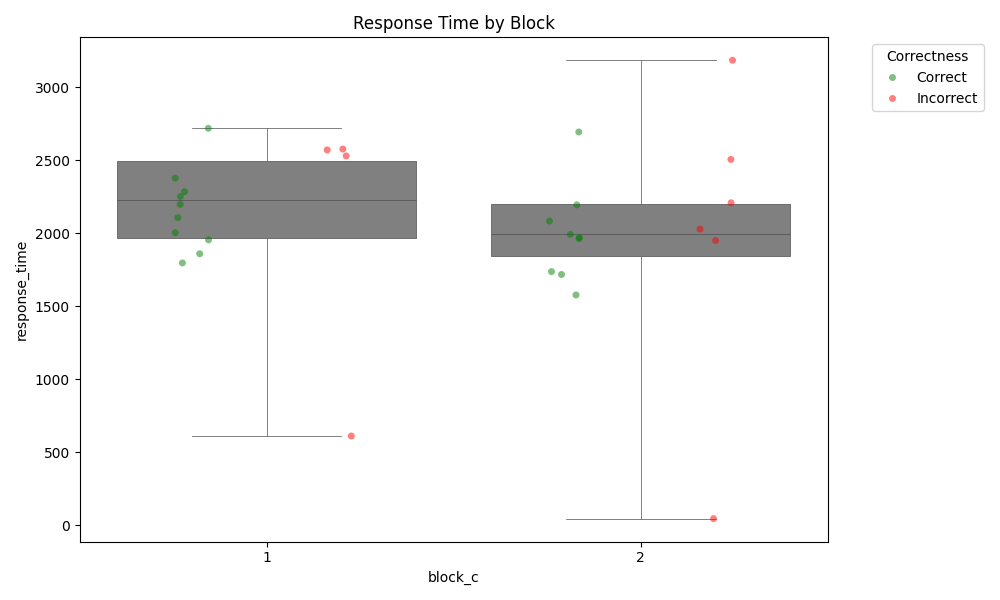 Response Time by Block
Correctness
Correct
Incorrect
response_time
3000
2500
2000
1500
1000
500
0
1
2
block_c